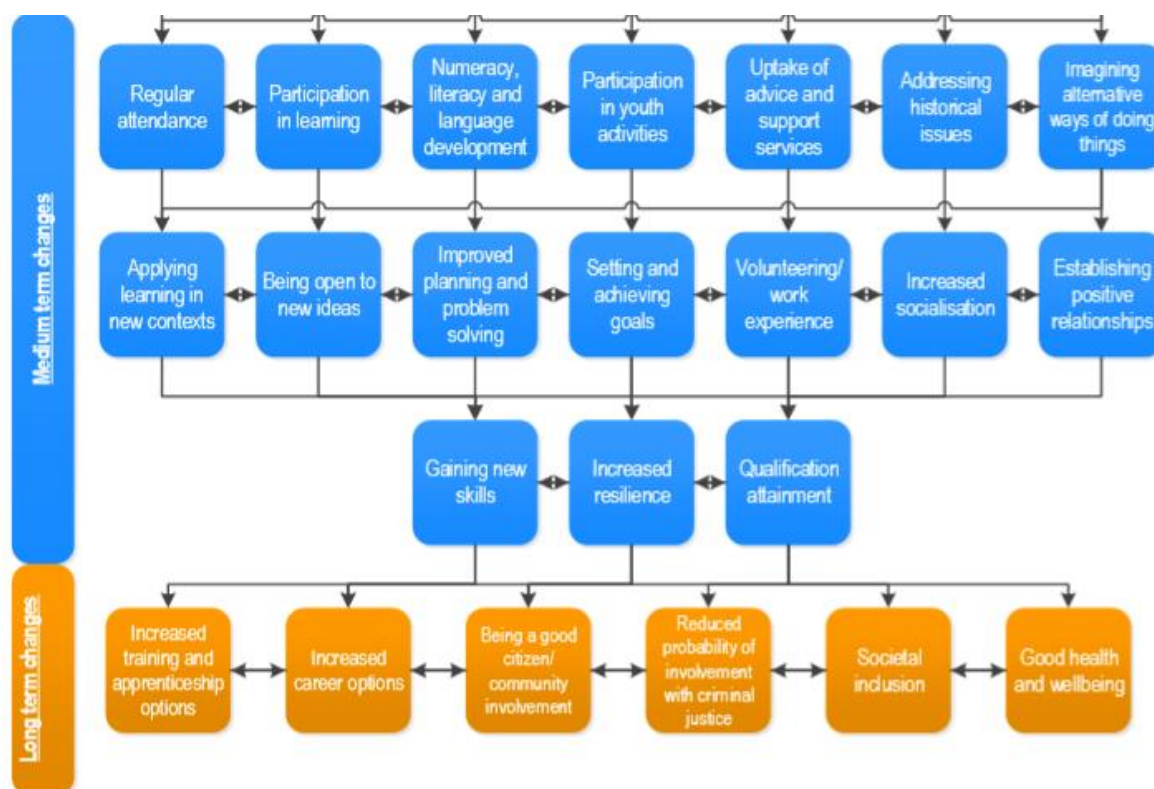 Medium term changes
Regular
attendance
Participation
in learning
Numeracy,
literacy and
language
development
Participation
in youth
activities
Uptake of
advice and
support
services
Addressing
historical
issues
Imagining
alternative
ways of doing
things
Applying
learning in
new contexts
Being open to
new ideas
Improved
planning and
problem
solving
Setting and
achieving
goals
Volunteering/
work
experience
Increased
socialisation
Establishing
positive
relationships
Gaining new
skills
Increased
resilience
Qualification
attainment
Long term changes
Increased
training and
apprenticeship
options
Increased
career options
Being a good
citizen/
community
involvement
Reduced
probability of
involvement
with criminal
justice
Societal
inclusion
Good health
and wellbeing